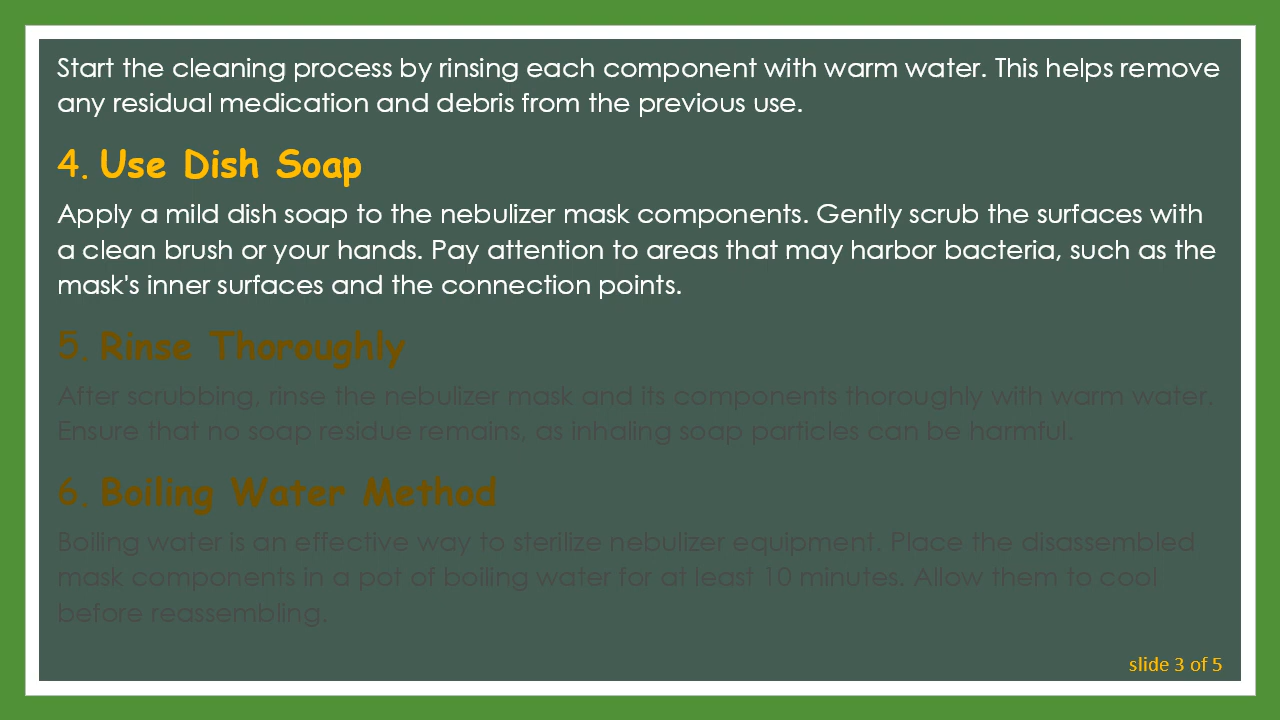 Start the cleaning process by rinsing each component with warm water. This helps remove
any residual medication and debris from the previous use.
4. Use Dish Soap
Apply a mild dish soap to the nebulizer mask components. Gently scrub the surfaces with
a clean brush or your hands. Pay attention to areas that may harbor bacteria, such as the
mask's inner surfaces and the connection points.
5. Rinse Thoroughly
After scrubbing, rinse the nebulizer mask and its components thoroughly with warm water.
Ensure that no soap residue remains, as inhaling soap particles can be harmful.
6. Boiling Water Method
Boiling water is an effective way to sterilize nebulizer equipment. Place the disassembled
mask components in a pot of boiling water for at least 10 minutes. Allow them to cool
before reassembling.
slide 3 of 5